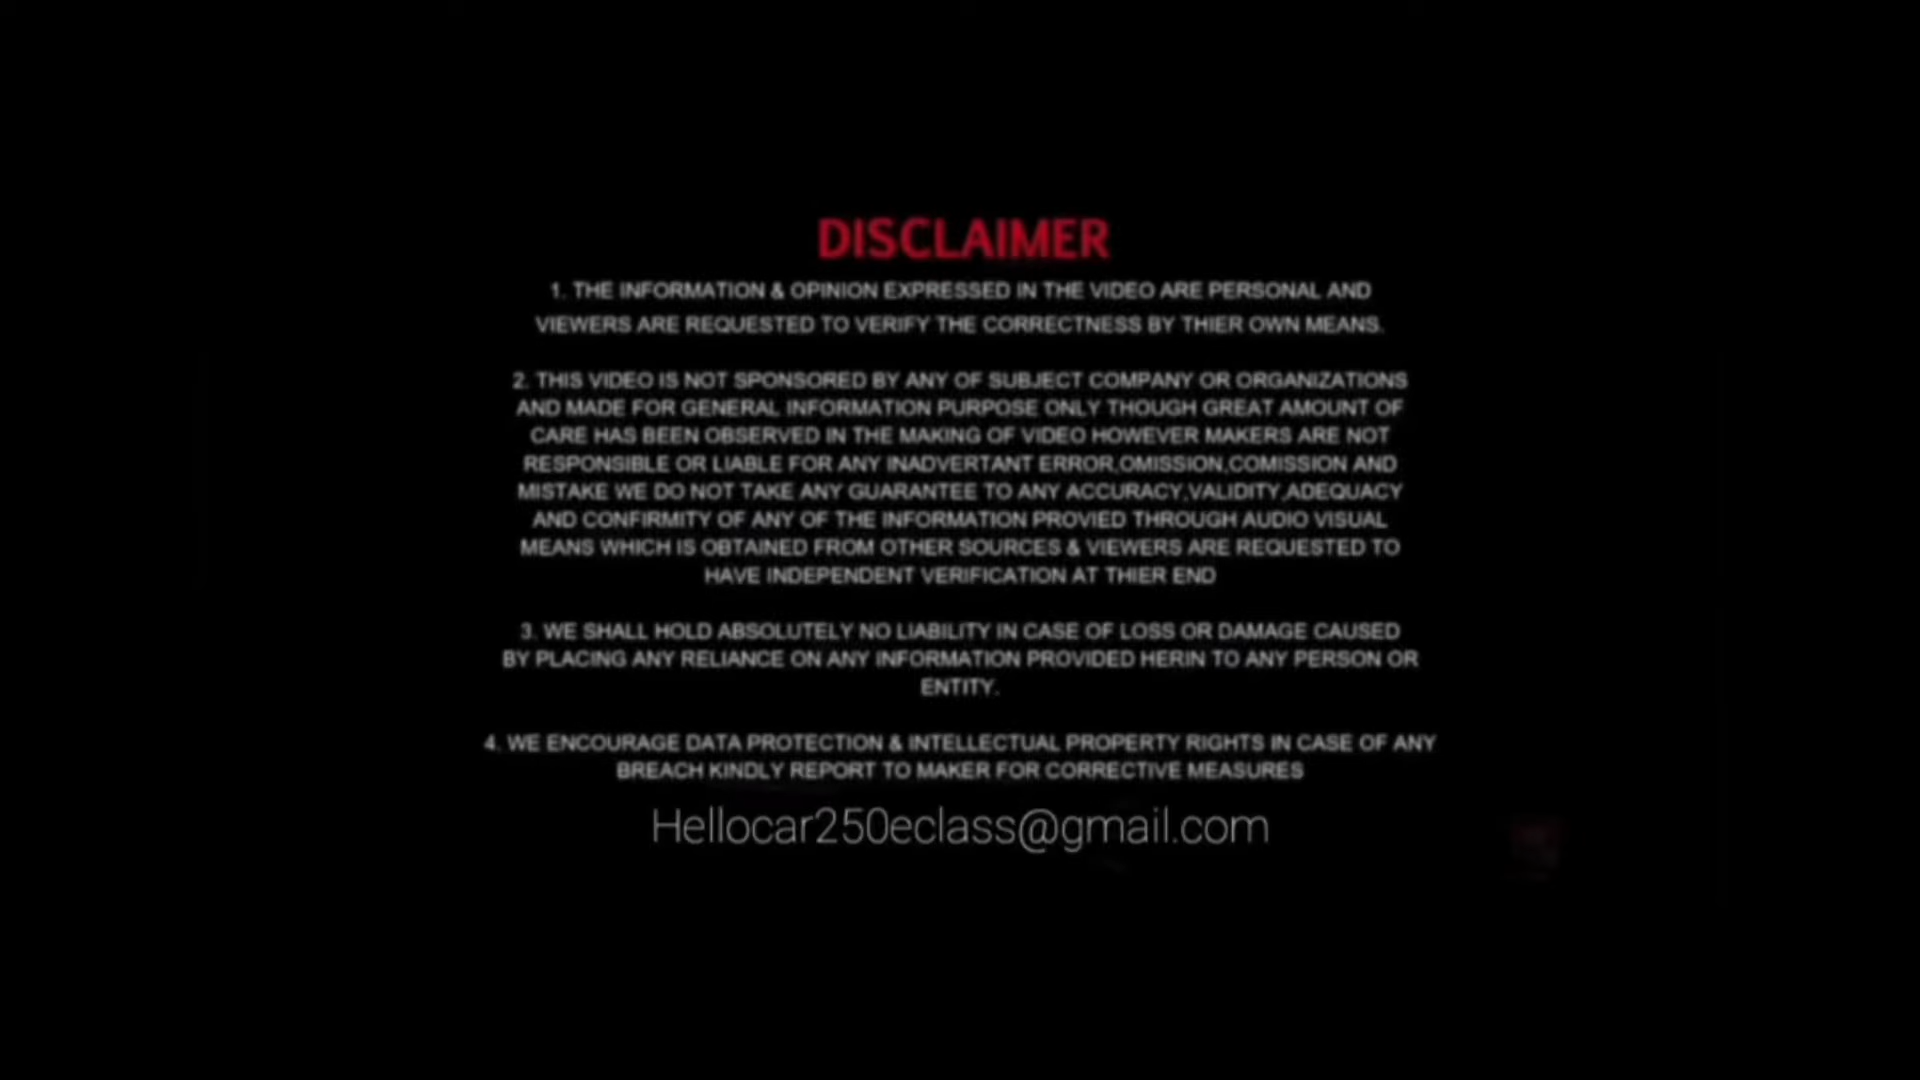 DISCLAIMER
1. THE INFORMATION & OPINION EXPRESSED IN THE VIDEO ARE PERSONAL AND
VIEWERS ARE REQUESTED TO VERIFY THE CORRECTNESS BY THIER OWN MEANS.
2. THIS VIDEO IS NOT SPONSORED BY ANY OF SUBJECT COMPANY OR ORGANIZATIONS
AND MADE FOR GENERAL INFORMATION PURPOSE ONLY THOUGH GREAT AMOUNT OF
CARE HAS BEEN OBSERVED IN THE MAKING OF VIDEO HOWEVER MAKERS ARE NOT
RESPONSIBLE OR LIABLE FOR ANY INADVERTANT ERROR,OMISSION,COMISSION AND
MISTAKE WE DO NOT TAKE ANY GUARANTEE TO ANY ACCURACY,VALIDITY,ADEQUACY
AND CONFIRMITY OF ANY OF THE INFORMATION PROVIED THROUGH AUDIO VISUAL
MEANS WHICH IS OBTAINED FROM OTHER SOURCES & VIEWERS ARE REQUESTED TO
HAVE INDEPENDENT VERIFICATION AT THIER END
3. WE SHALL HOLD ABSOLUTELY NO LIABILITY IN CASE OF LOSS OR DAMAGE CAUSED
BY PLACING ANY RELIANCE ON ANY INFORMATION PROVIDED HERIN TO ANY PERSON OR
ENTITY.
4. WE ENCOURAGE DATA PROTECTION & INTELLECTUAL PROPERTY RIGHTS IN CASE OF ANY
BREACH KINDLY REPORT TO MAKER FOR CORRECTIVE MEASURES
Hellocar250eclass@gmail.com